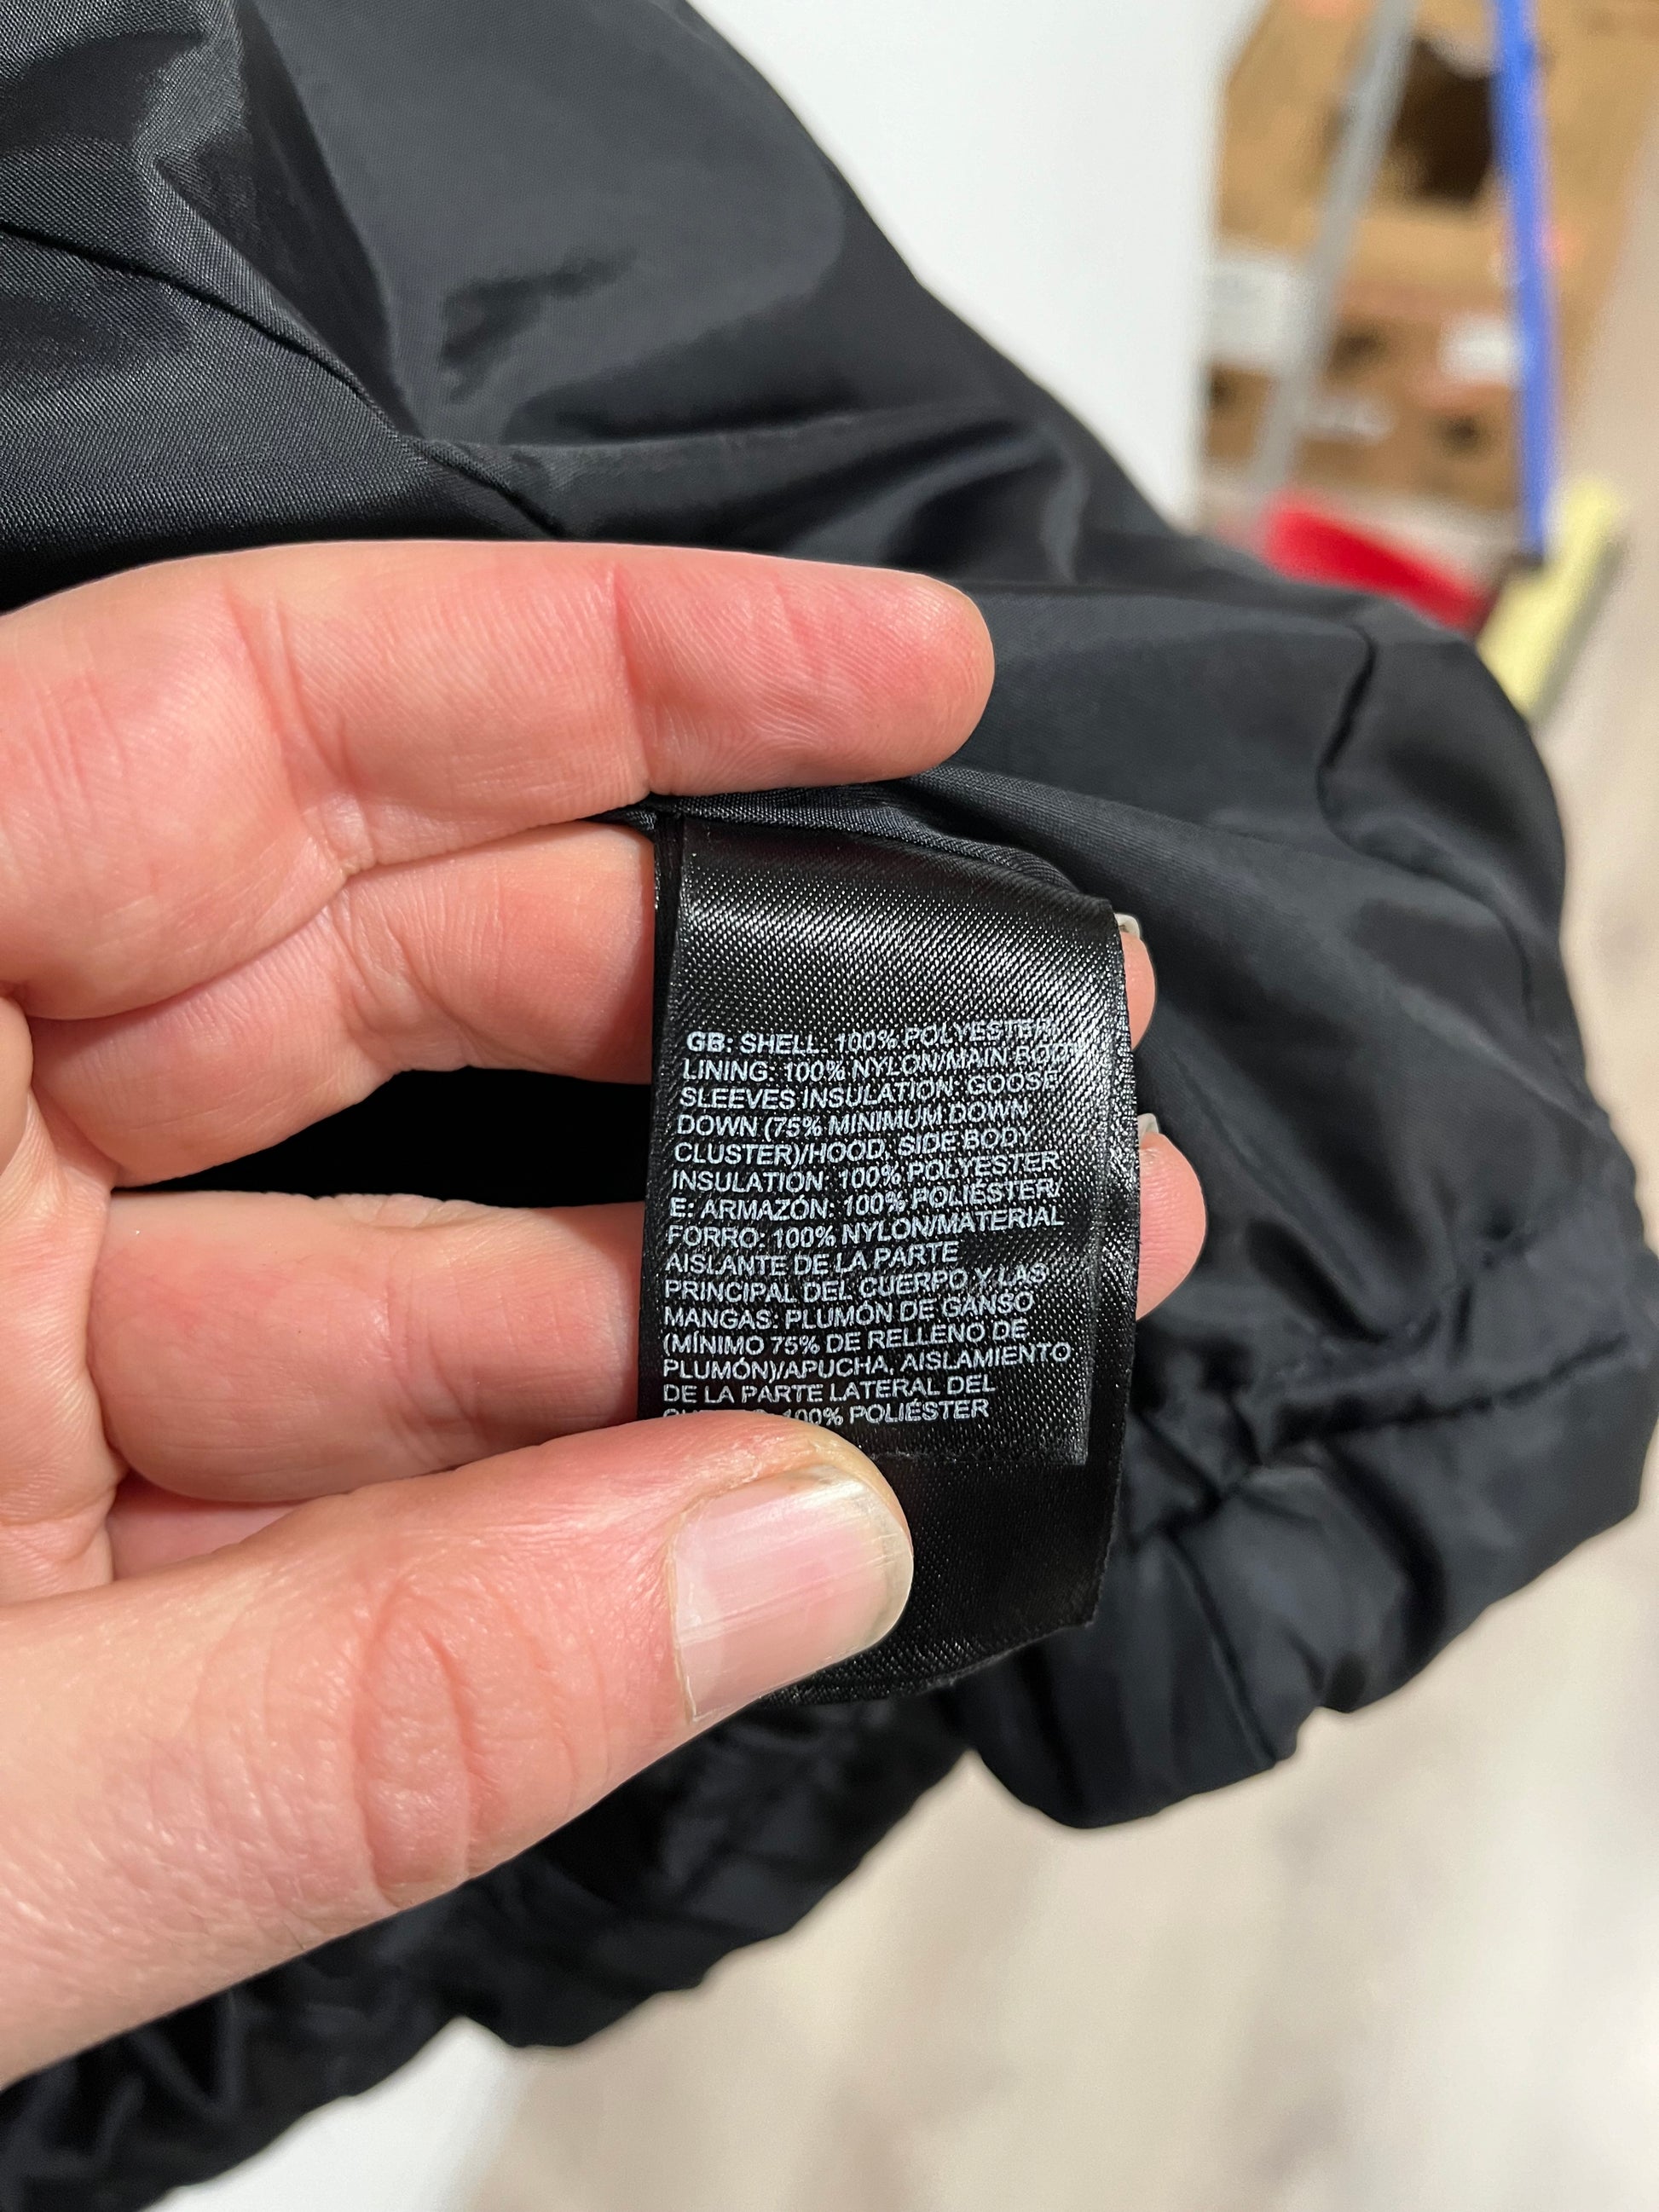 GB: SHELL: 100% POLYESTER/
LINING: 100% NYLON/MAIN BODY
SLEEVES INSULATION: GOOSE
DOWN (75% MINIMUM DOWN
CLUSTER)/HOOD, SIDE BODY
INSULATION: 100% POLYESTER
E: ARMAZÓN: 100% POLIÉSTER/
FORRO: 100% NYLON/MATERIAL
AISLANTE DE LA PARTE
PRINCIPAL DEL CUERPO Y LAS
MANGAS: PLUMÓN DE GANSO
(MÍNIMO 75% DE RELLENO DE
PLUMÓN)/APUCHA, AISLAMIENTO
DE LA PARTE LATERAL DEL
100% POLIÉSTER